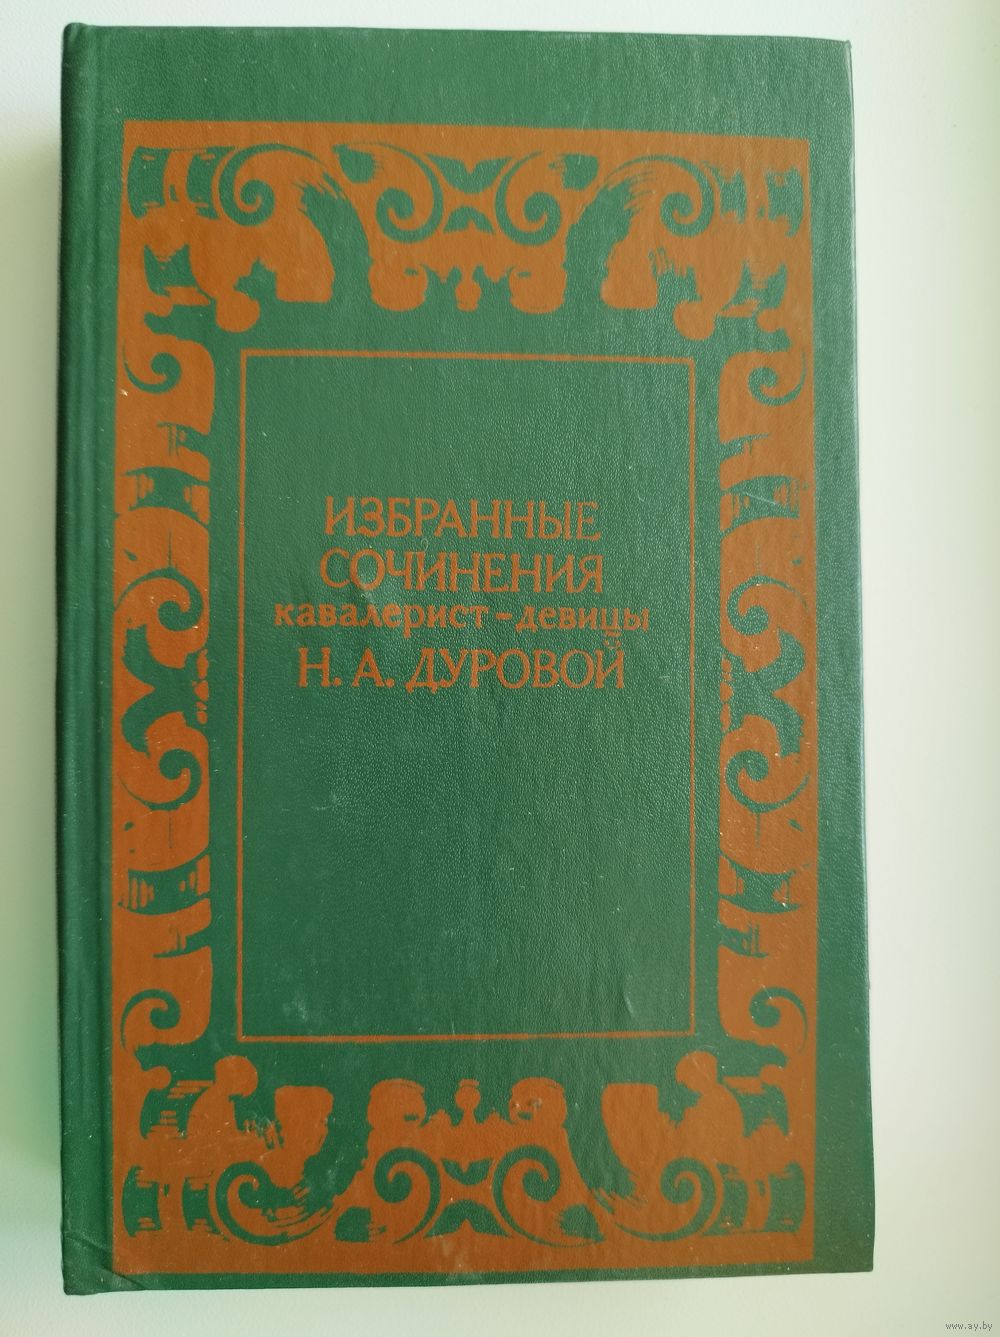 ИЗБРАННЫЕ
СОЧИНЕНИЯ
кавалерист-девицы
Н. А. ДУРОВОЙ
www.ay.by